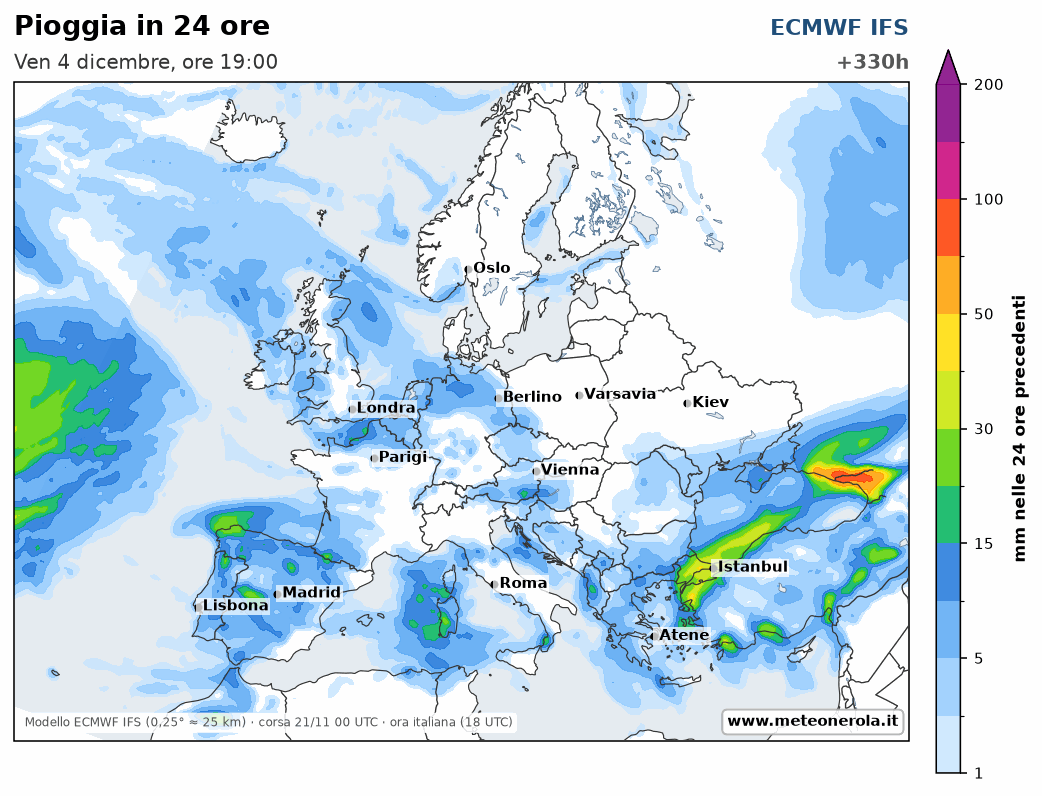 Pioggia in 24 ore
ECMWF IFS
Ven 4 dicembre, ore 19:00
+330h
200
100
50
30
15
5
1
mm nelle 24 ore precedenti
Oslo
Berlino
Varsavia
Kiev
Londra
Parigi
Vienna
Istanbul
Roma
Madrid
Lisbona
Atene
Modello ECMWF IFS (0,25° ≈ 25 km) · corsa 21/11 00 UTC · ora italiana (18 UTC)
www.meteonerola.it